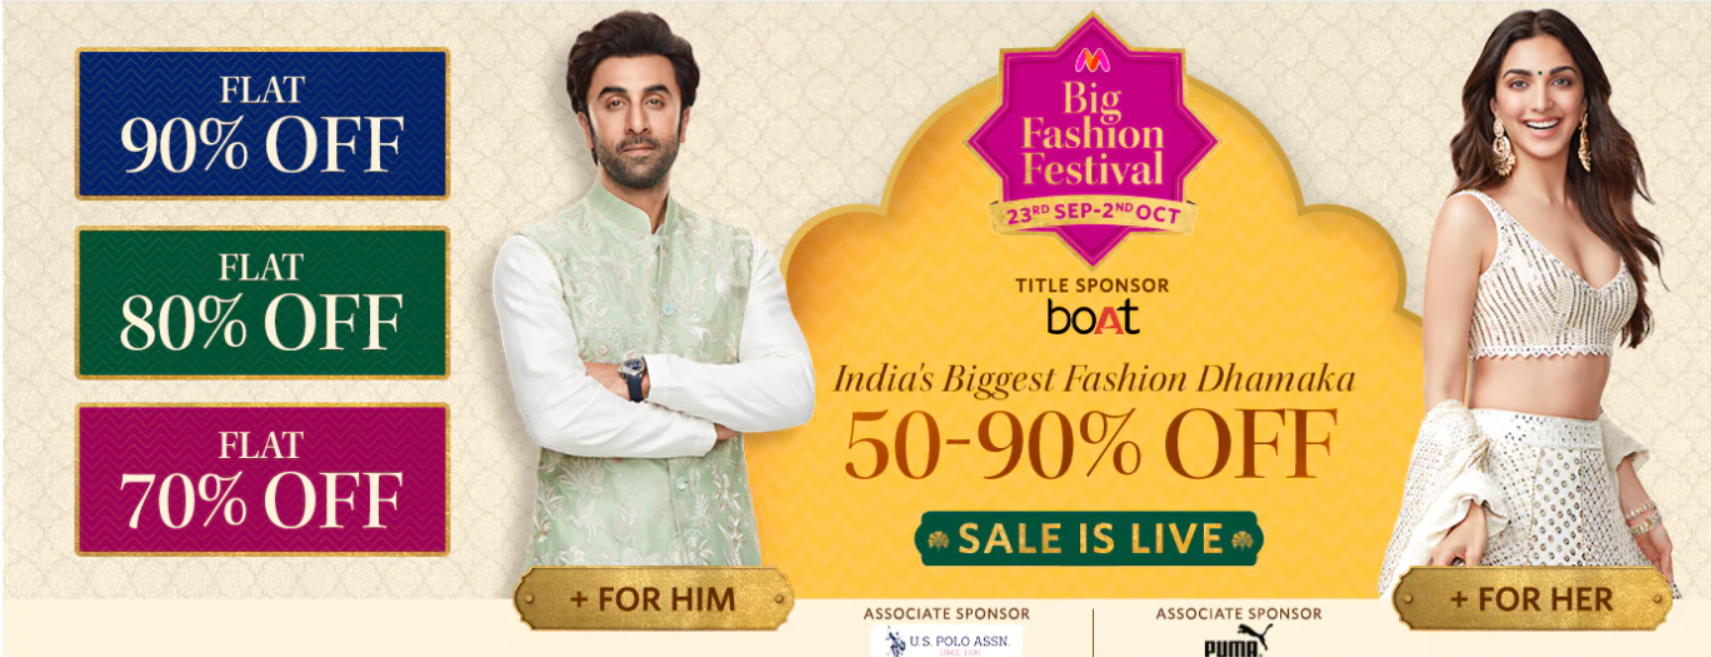 FLAT
90% OFF
FLAT
80% OFF
FLAT
70% OFF
Big
Fashion
Festival
23RD SEP-2ND OCT
TITLE SPONSOR
boAt
India's Biggest Fashion Dhamaka
50-90% OFF
SALE IS LIVE
+ FOR HIM
+ FOR HER
ASSOCIATE SPONSOR
U.S. POLO ASSN.
SINCE 1890
ASSOCIATE SPONSOR
PUMA